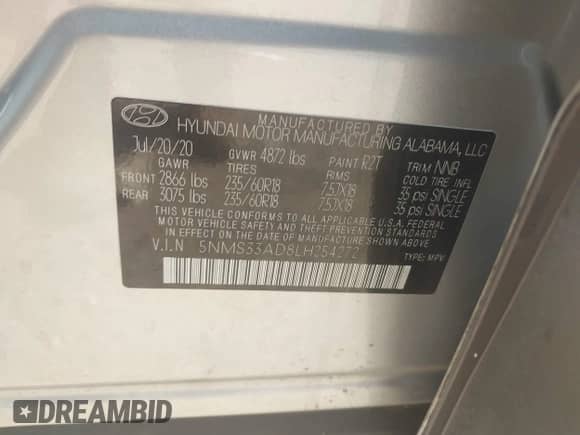 MANUFACTURED BY
HYUNDAI MOTOR MANUFACTURING ALABAMA, LLC
Jul/20/20 GVWR 4872 lbs PAINT R2T TRIM NNB
GAWR TIRES RIMS COLD TIRE INFL
FRONT 2866 lbs 235/60R18 7.5JX18 35 psi SINGLE
REAR 3075 lbs 235/60R18 7.5JX18 35 psi SINGLE
THIS VEHICLE CONFORMS TO ALL APPLICABLE U.S. FEDERAL
MOTOR VEHICLE SAFETY AND THEFT PREVENTION STANDARDS
IN EFFECT ON THE DATE OF MANUFACTURE SHOWN ABOVE.
V.I.N 5NMS33AD8LH254272
TYPE: MPV
DREAMBID